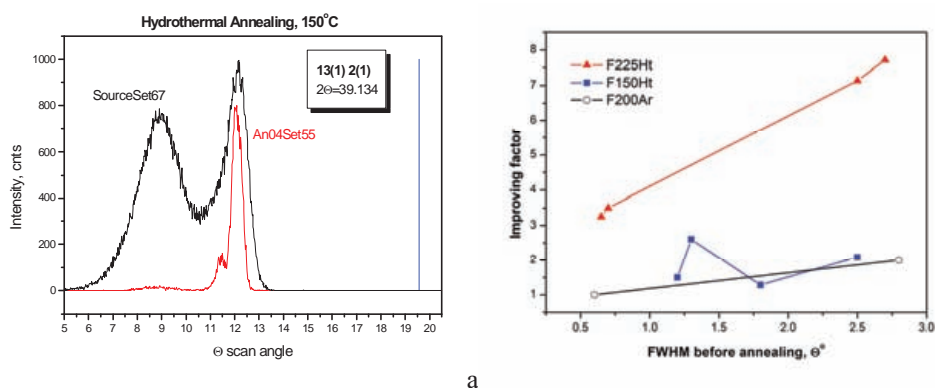 Hydrothermal Annealing, 150°C
1000
800
600
400
200
0
Intensity, cnts
SourceSet67
An04Set55
13(1) 2(1)
2Θ=39.134
5 6 7 8 9 10 11 12 13 14 15 16 17 18 19 20
Θ scan angle
8
7
6
5
4
3
2
1
Improving factor
F225Ht
F150Ht
F200Ar
0.5 1.0 1.5 2.0 2.5 3.0
FWHM before annealing, Θ°
a